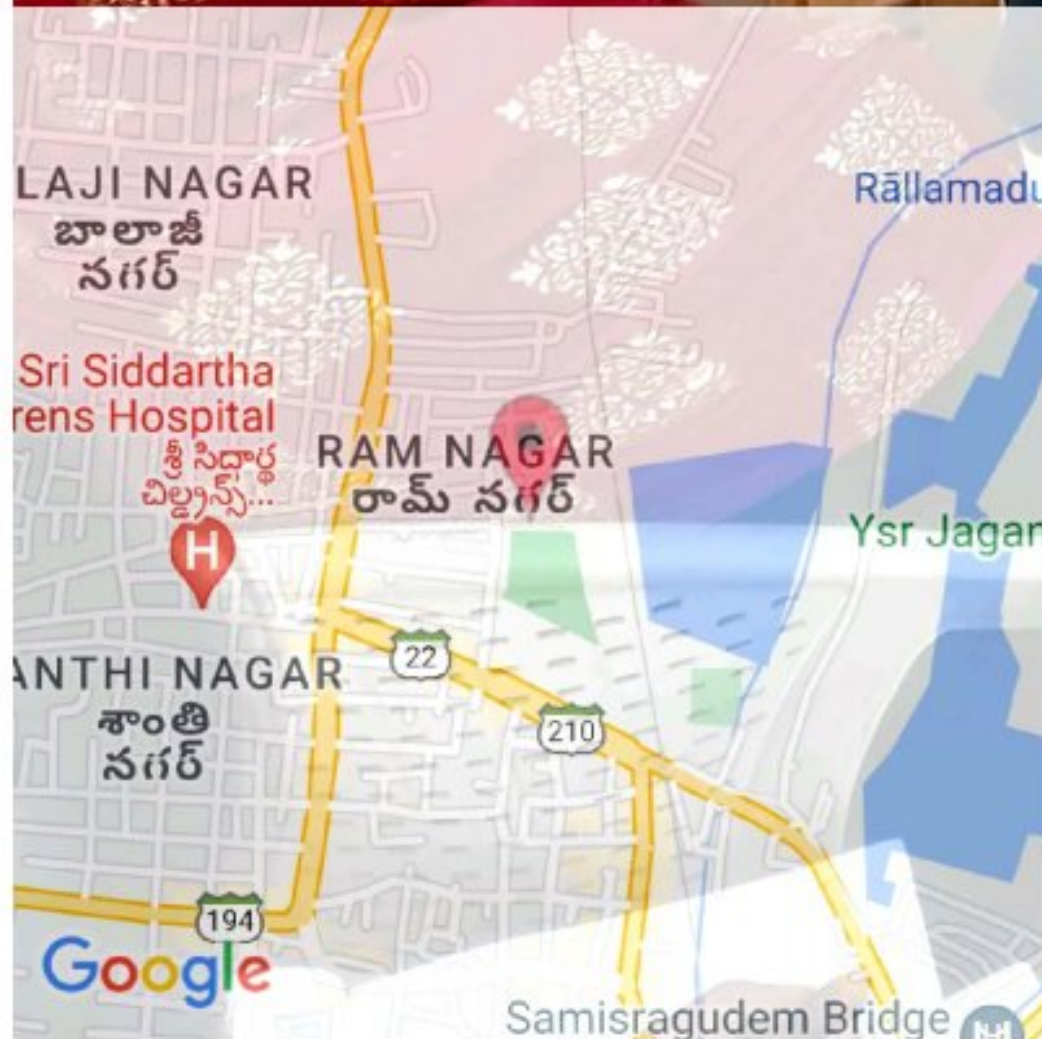 LAJI NAGAR
బాలాజీ
నగర్
Rāllamadu
Sri Siddartha
rens Hospital
శ్రీ సిద్దార్థ
చిల్డ్రన్స్...
H
RAM NAGAR
రామ్ నగర్
Ysr Jagan
22
ANTHI NAGAR
శాంతి
నగర్
210
194
Google
Samisragudem Bridge